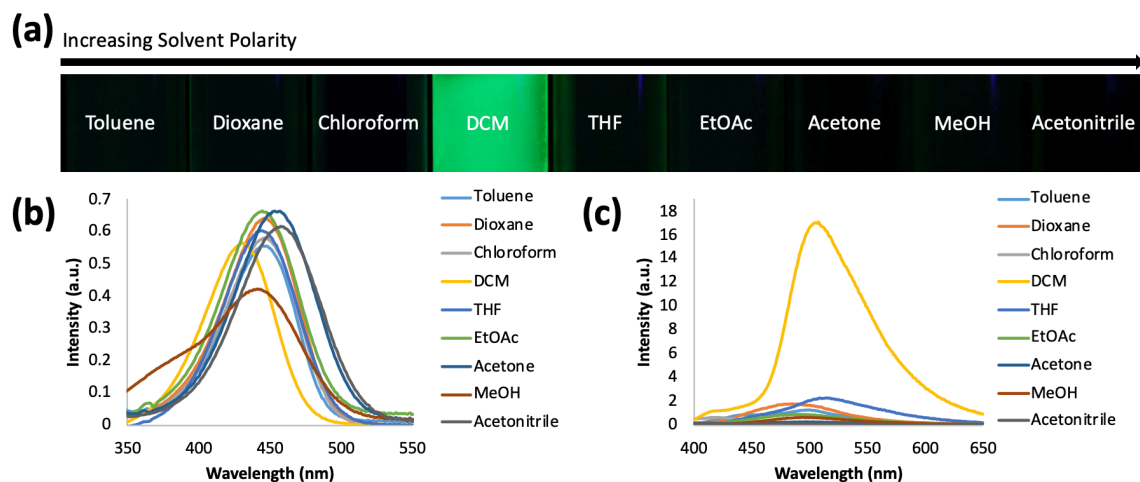 (a)
Increasing Solvent Polarity
Toluene Dioxane Chloroform DCM THF EtOAc Acetone MeOH Acetonitrile
(b)
0.7
0.6
0.5
0.4
0.3
0.2
0.1
0
350 400 450 500 550
Intensity (a.u.)
Wavelength (nm)
Toluene
Dioxane
Chloroform
DCM
THF
EtOAc
Acetone
MeOH
Acetonitrile
(c)
18
16
14
12
10
8
6
4
2
0
400 450 500 550 600 650
Intensity (a.u.)
Wavelength (nm)
Toluene
Dioxane
Chloroform
DCM
THF
EtOAc
Acetone
MeOH
Acetonitrile